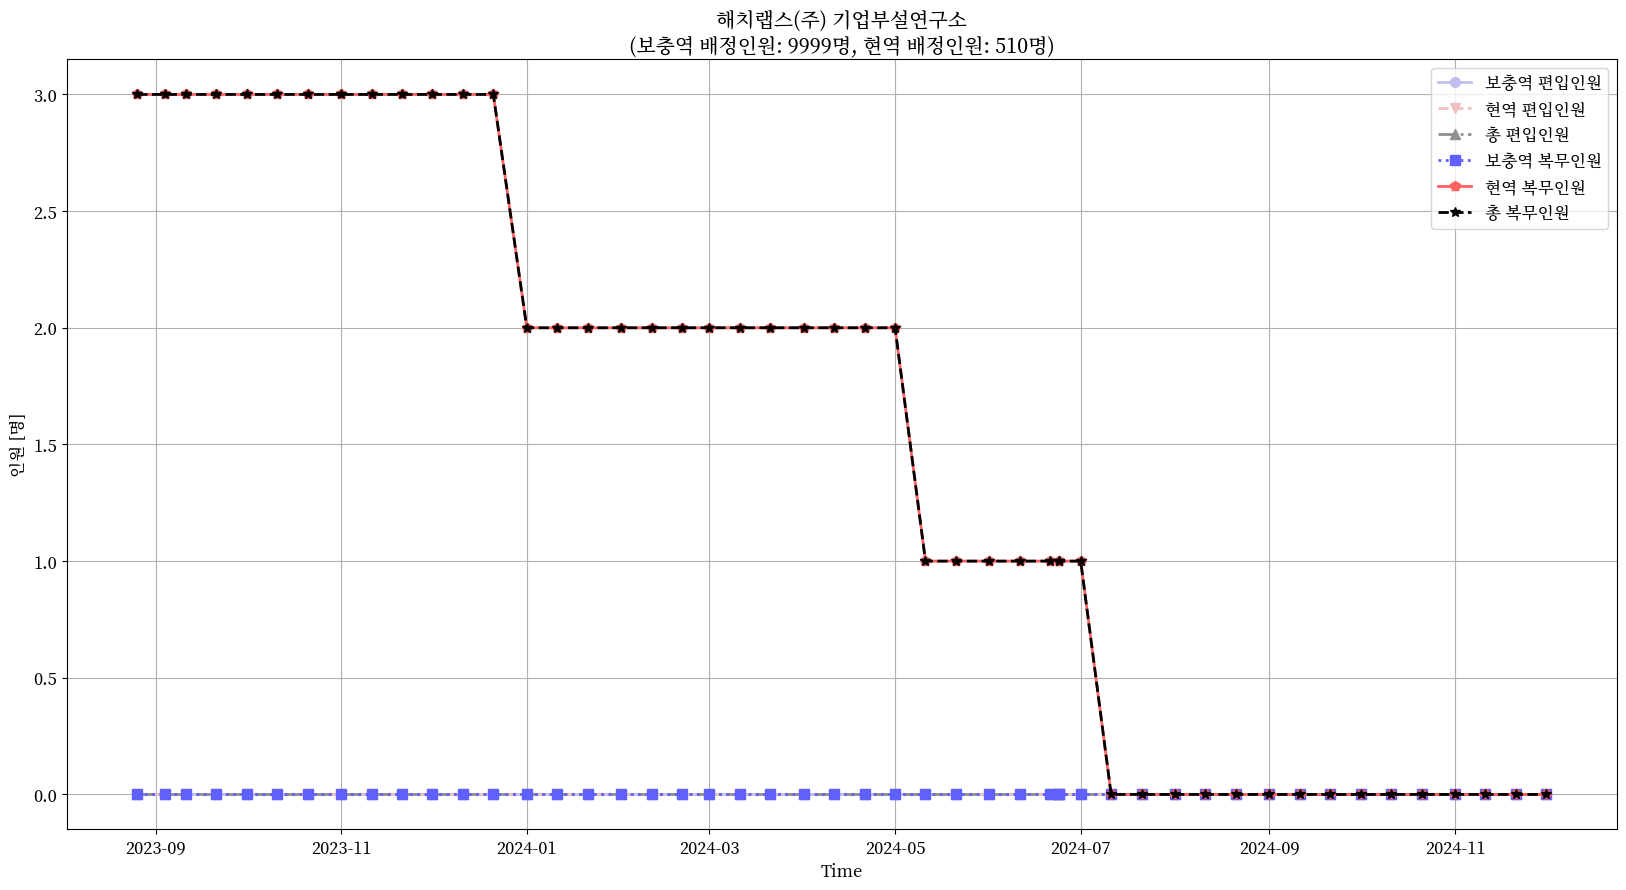 해치랩스(주) 기업부설연구소
(보충역 배정인원: 9999명, 현역 배정인원: 510명)
보충역 편입인원
현역 편입인원
총 편입인원
보충역 복무인원
현역 복무인원
총 복무인원
인원 [명]
3.0
2.5
2.0
1.5
1.0
0.5
0.0
2023-09
2023-11
2024-01
2024-03
2024-05
2024-07
2024-09
2024-11
Time